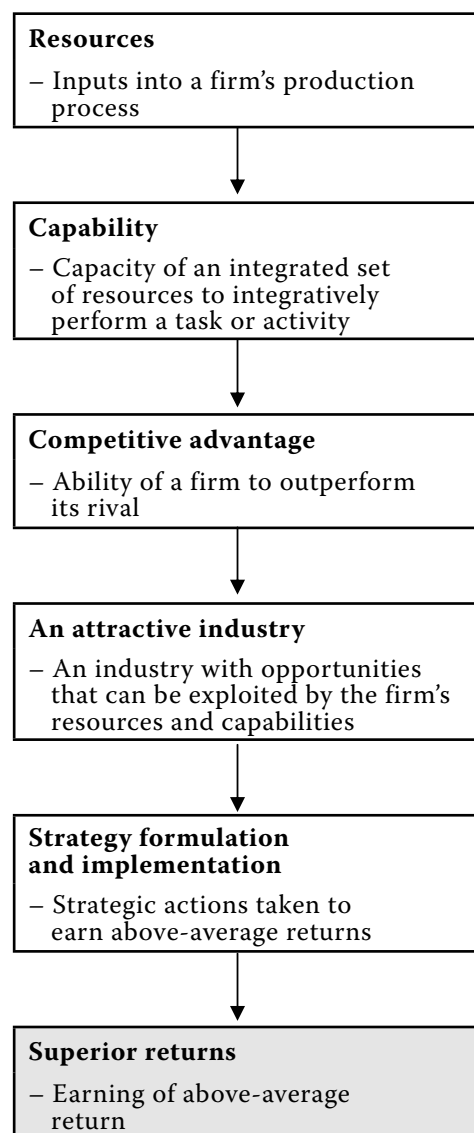 Resources
– Inputs into a firm’s production
process
Capability
– Capacity of an integrated set
of resources to integratively
perform a task or activity
Competitive advantage
– Ability of a firm to outperform
its rival
An attractive industry
– An industry with opportunities
that can be exploited by the firm’s
resources and capabilities
Strategy formulation
and implementation
– Strategic actions taken to
earn above-average returns
Superior returns
– Earning of above-average
return